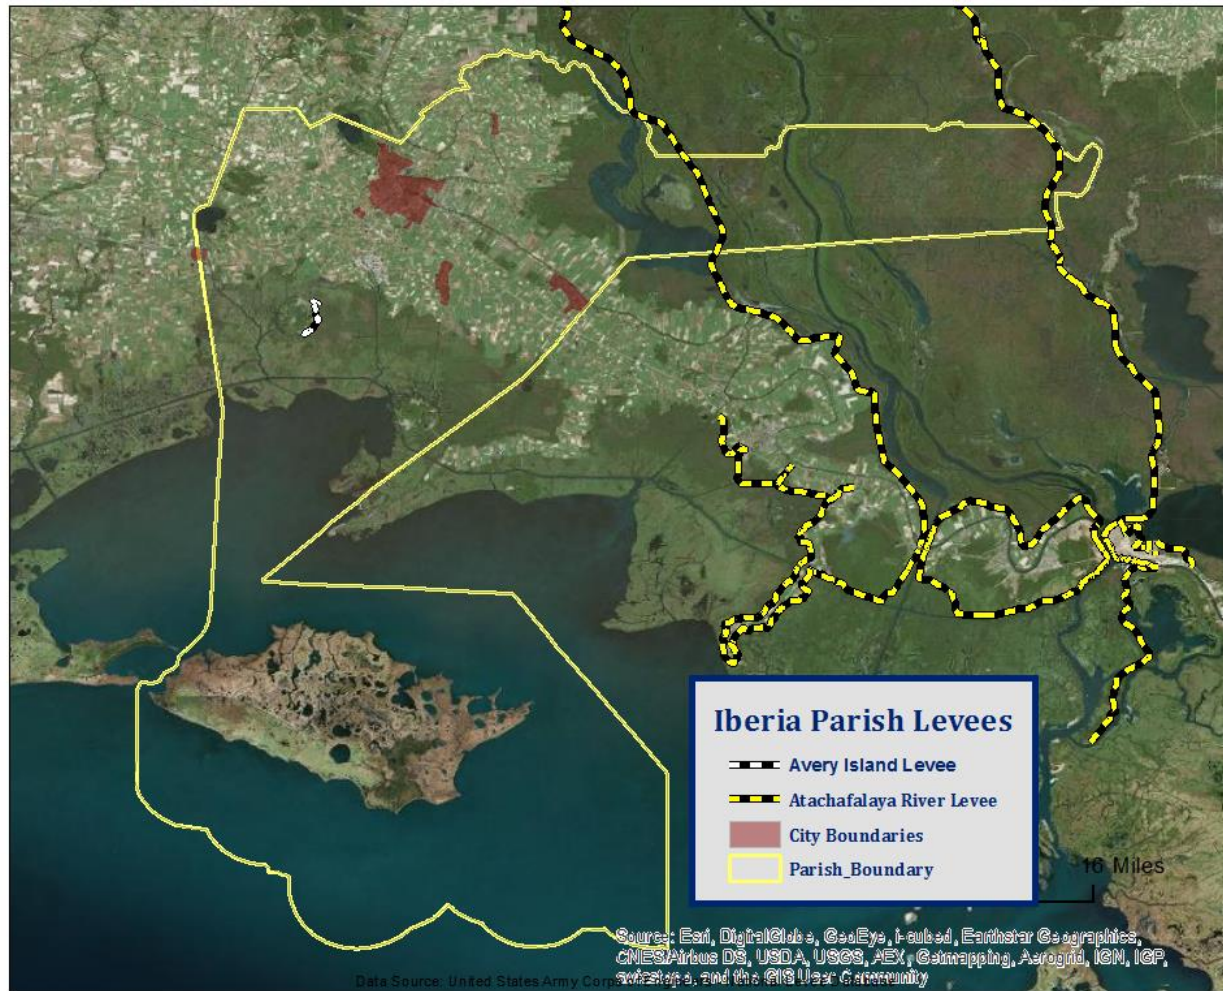 Iberia Parish Levees
Avery Island Levee
Atachafalaya River Levee
City Boundaries
Parish_Boundary
16 Miles
Source: Esri, DigitalGlobe, GeoEye, i-cubed, Earthstar Geographics,
CNES/Airbus DS, USDA, USGS, AEX, Getmapping, Aerogrid, IGN, IGP,
swisstopo, and the GIS User Community
Data Source: United States Army Corps